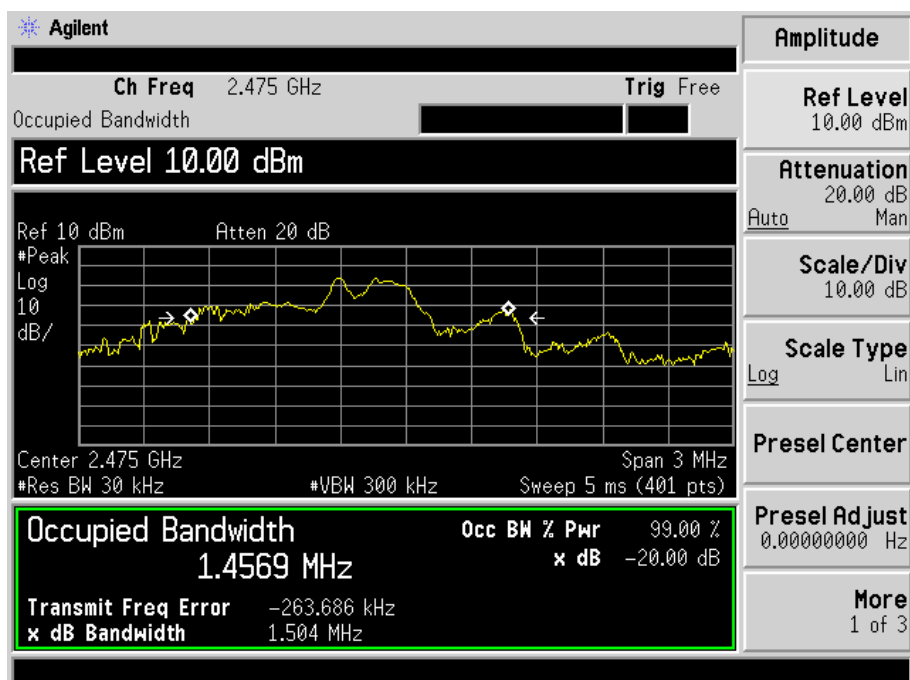 Agilent
Ch Freq 2.475 GHz Trig Free
Occupied Bandwidth
Ref Level 10.00 dBm
Ref 10 dBm Atten 20 dB
#Peak
Log
10
dB/
Center 2.475 GHz Span 3 MHz
#Res BW 30 kHz #VBW 300 kHz Sweep 5 ms (401 pts)
Occupied Bandwidth Occ BW % Pwr 99.00 %
1.4569 MHz x dB -20.00 dB
Transmit Freq Error -263.686 kHz
x dB Bandwidth 1.504 MHz
Amplitude
Ref Level
10.00 dBm
Attenuation
20.00 dB
Auto Man
Scale/Div
10.00 dB
Scale Type
Log Lin
Presel Center
Presel Adjust
0.00000000 Hz
More
1 of 3